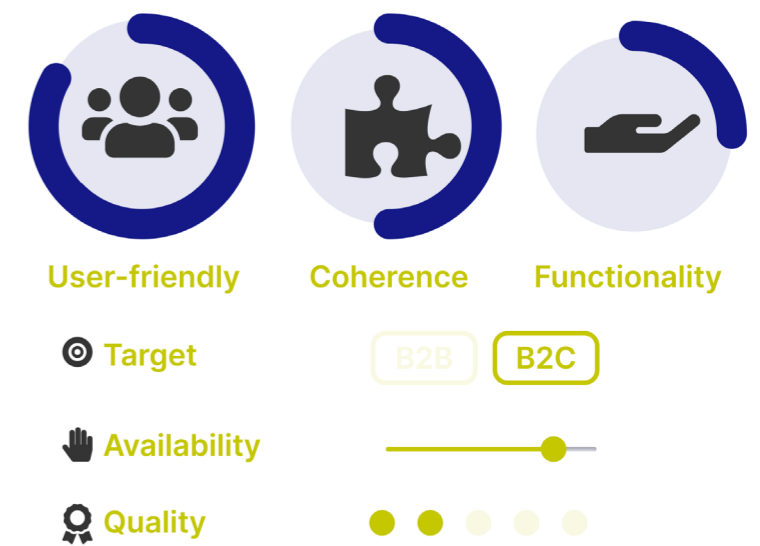 User-friendly Coherence Functionality
Target B2B B2C
Availability
Quality